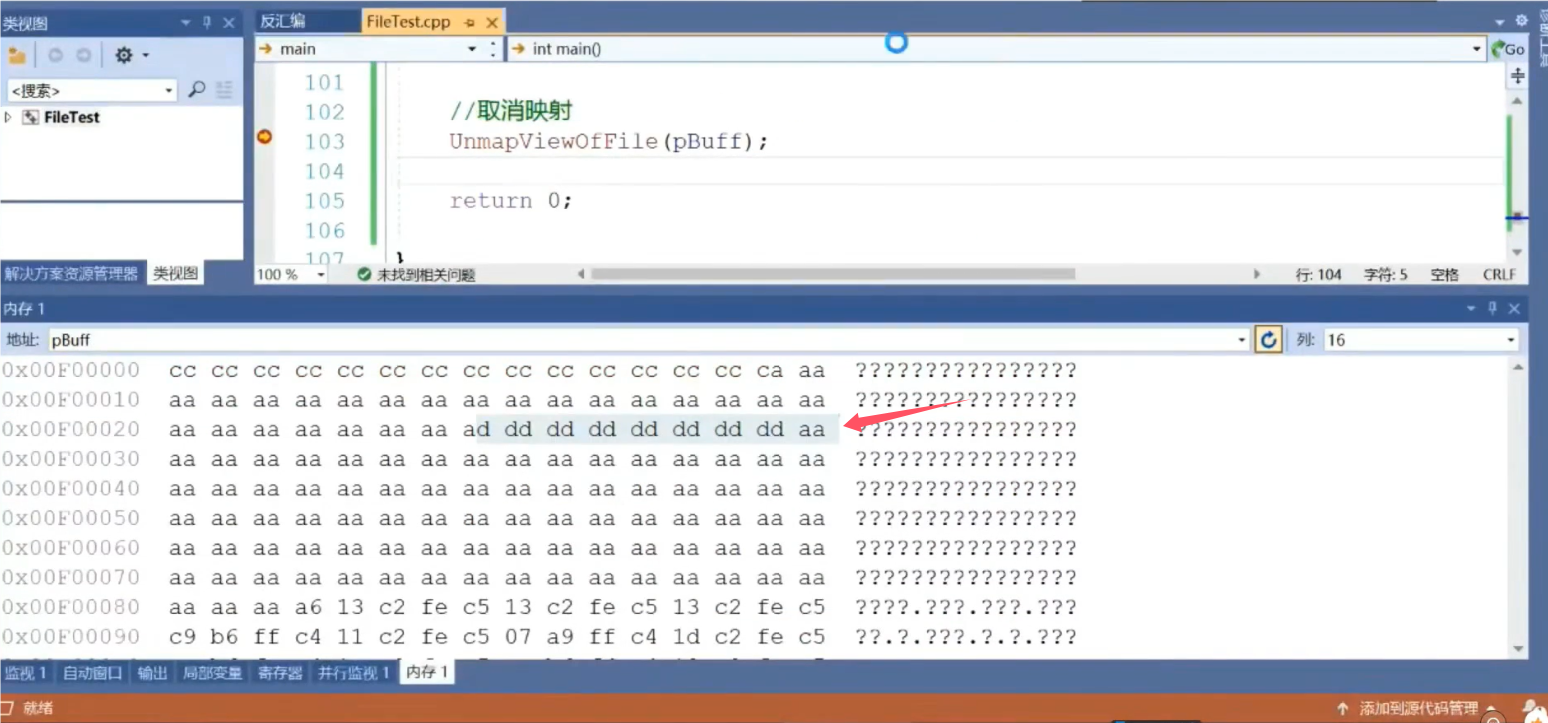 类视图
反汇编
FileTest.cpp
main
int main()
Go
<搜索>
FileTest
101
102 //取消映射
103 UnmapViewOfFile(pBuff);
104
105 return 0;
106
107 }
解决方案资源管理器 类视图
100 % 未找到相关问题 行: 104 字符: 5 空格 CRLF
内存 1
地址: pBuff 列: 16
0x00F00000 cc cc cc cc cc cc cc cc cc cc cc cc cc cc ca aa ????????????????
0x00F00010 aa aa aa aa aa aa aa aa aa aa aa aa aa aa aa aa ????????????????
0x00F00020 aa aa aa aa aa aa aa ad dd dd dd dd dd dd dd aa ????????????????
0x00F00030 aa aa aa aa aa aa aa aa aa aa aa aa aa aa aa aa ????????????????
0x00F00040 aa aa aa aa aa aa aa aa aa aa aa aa aa aa aa aa ????????????????
0x00F00050 aa aa aa aa aa aa aa aa aa aa aa aa aa aa aa aa ????????????????
0x00F00060 aa aa aa aa aa aa aa aa aa aa aa aa aa aa aa aa ????????????????
0x00F00070 aa aa aa aa aa aa aa aa aa aa aa aa aa aa aa aa ????????????????
0x00F00080 aa aa aa a6 13 c2 fe c5 13 c2 fe c5 13 c2 fe c5 ????.???.???.???
0x00F00090 c9 b6 ff c4 11 c2 fe c5 07 a9 ff c4 1d c2 fe c5 ??.?.???.?.?.???
监视 1 自动窗口 输出 局部变量 寄存器 并行监视 1 内存 1
就绪 添加到源代码管理